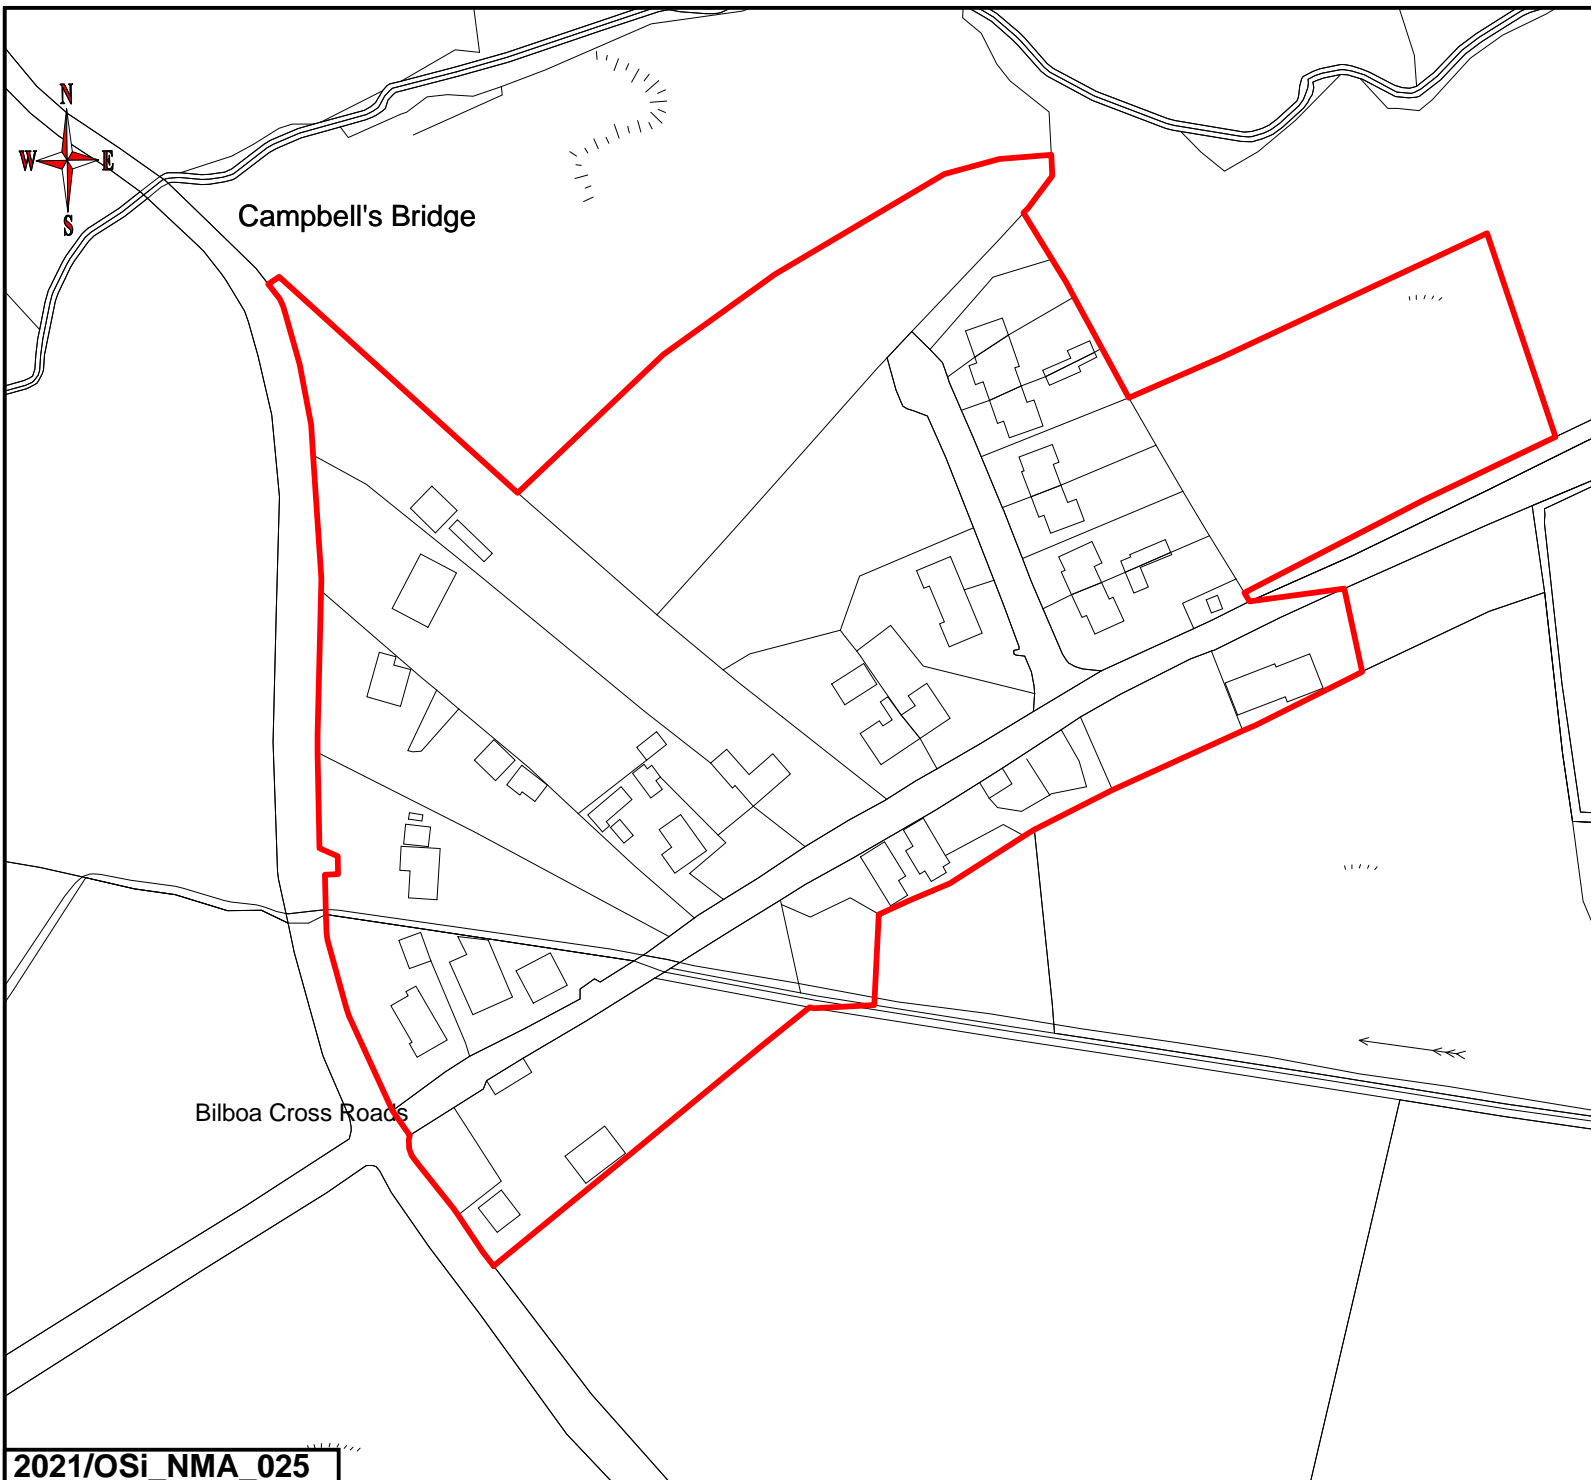 N
W E
S
Campbell's Bridge
Bilboa Cross Roads
2021/OSi_NMA_025